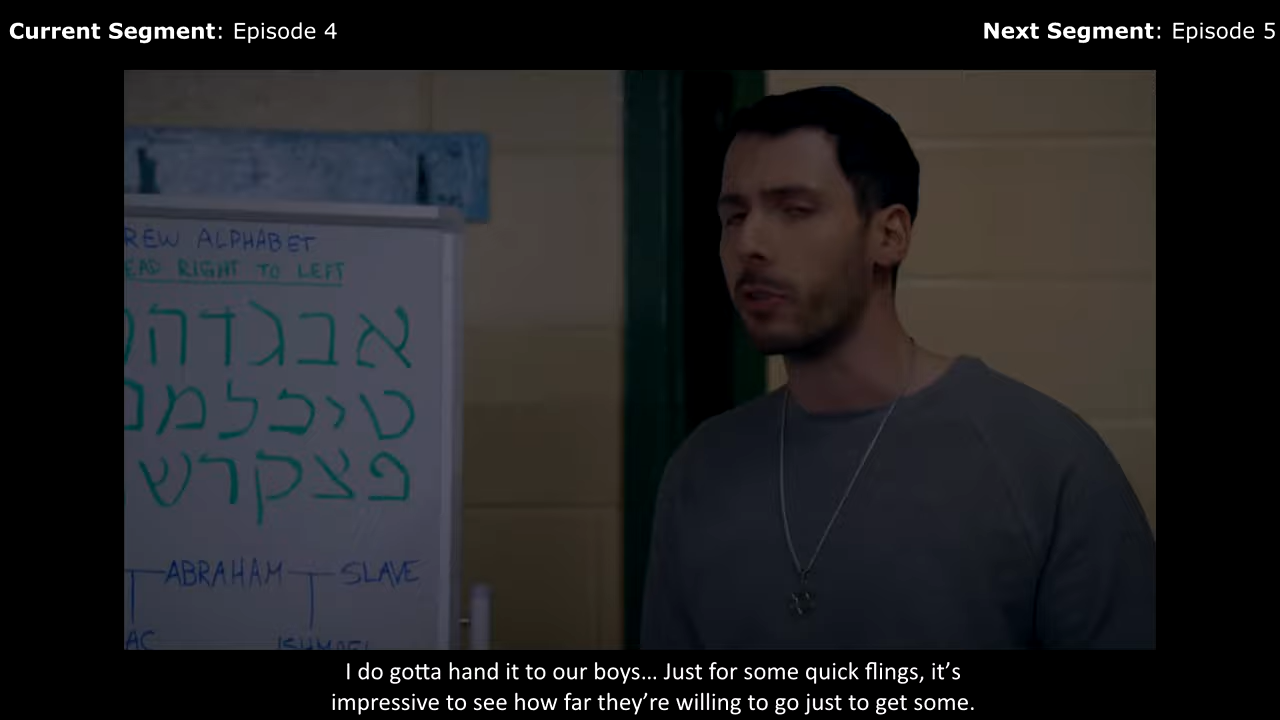 Current Segment: Episode 4
Next Segment: Episode 5
REW ALPHABET
EAD RIGHT TO LEFT
אבגדה
טיכלמ
פצקרש
ABRAHAM SLAVE
AC
I do gotta hand it to our boys... Just for some quick flings, it's
impressive to see how far they're willing to go just to get some.